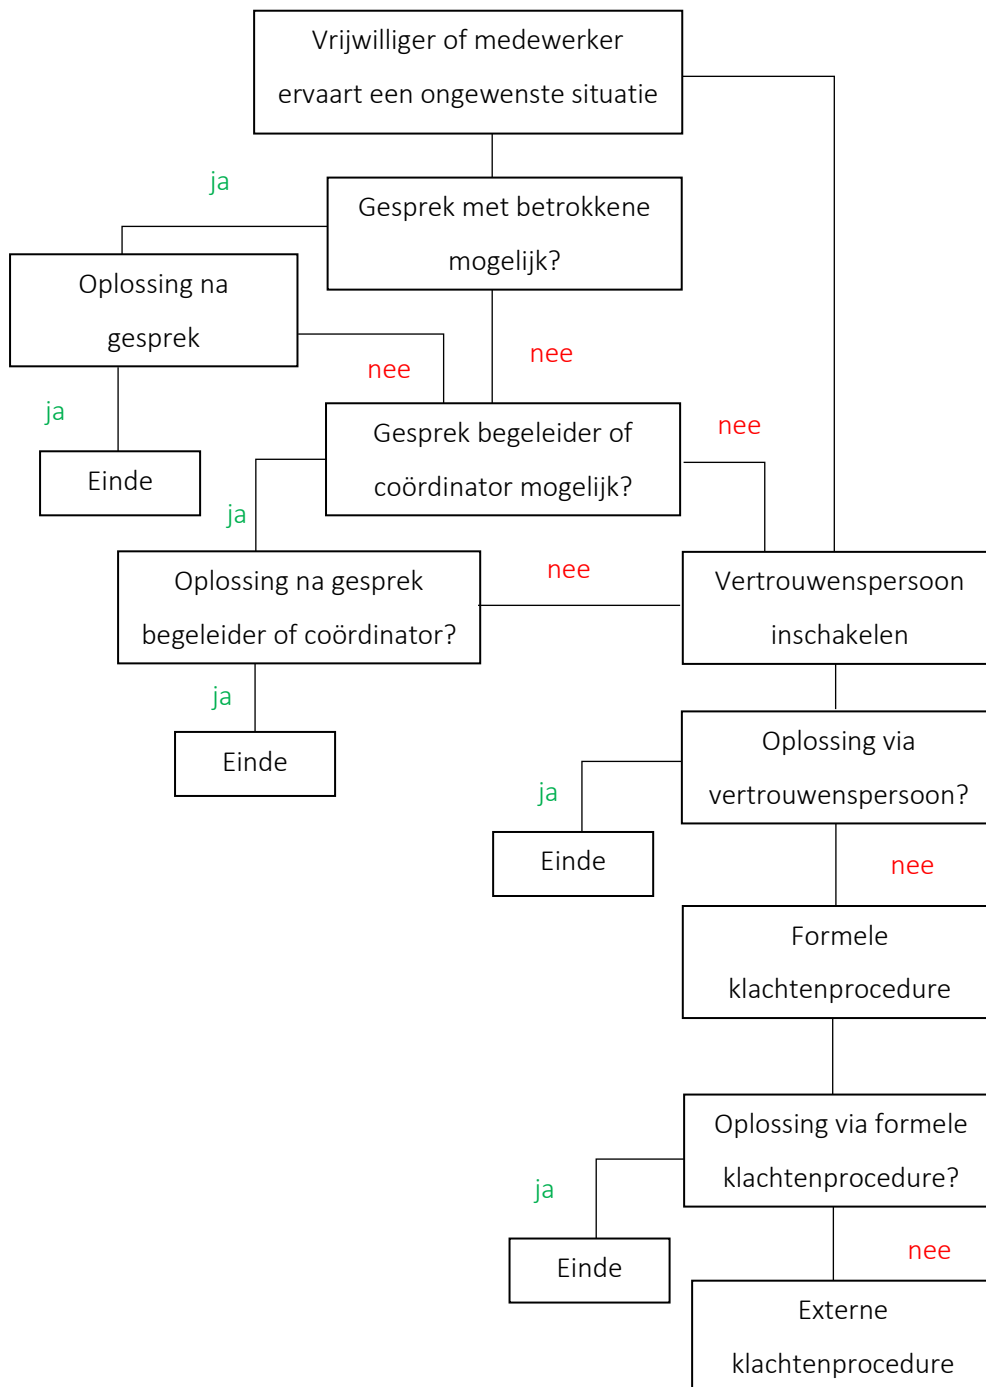 Vrijwilliger of medewerker
ervaart een ongewenste situatie
ja
Gesprek met betrokkene
mogelijk?
Oplossing na
gesprek
nee
nee
ja
Einde
Gesprek begeleider of
coördinator mogelijk?
nee
ja
Oplossing na gesprek
begeleider of coördinator?
nee
Vertrouwenspersoon
inschakelen
ja
Einde
Oplossing via
vertrouwenspersoon?
ja
Einde
nee
Formele
klachtenprocedure
Oplossing via formele
klachtenprocedure?
ja
Einde
nee
Externe
klachtenprocedure